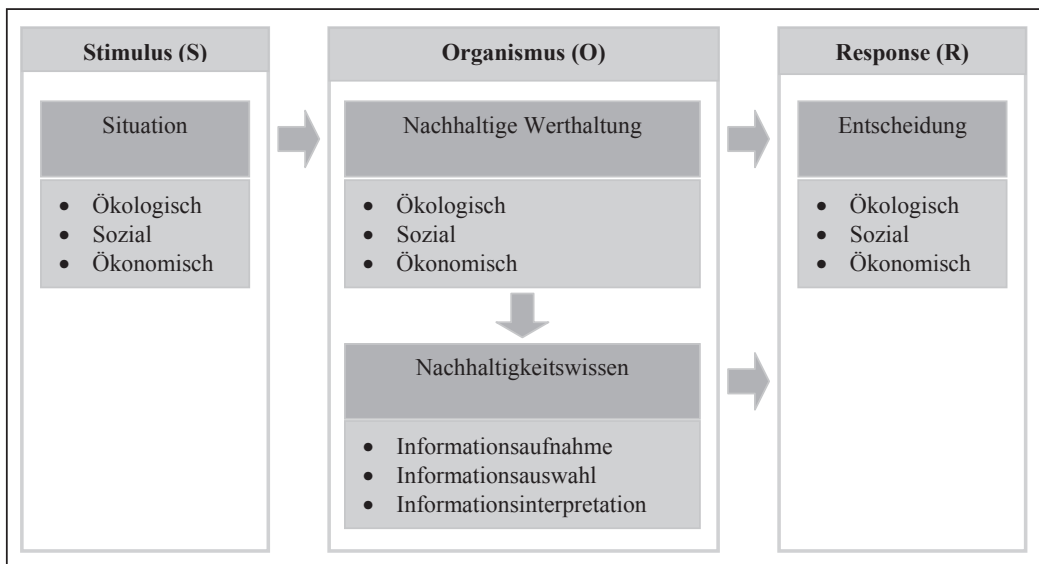 Stimulus (S)
Situation
• Ökologisch
• Sozial
• Ökonomisch
Organismus (O)
Nachhaltige Werthaltung
• Ökologisch
• Sozial
• Ökonomisch
Nachhaltigkeitswissen
• Informationsaufnahme
• Informationsauswahl
• Informationsinterpretation
Response (R)
Entscheidung
• Ökologisch
• Sozial
• Ökonomisch